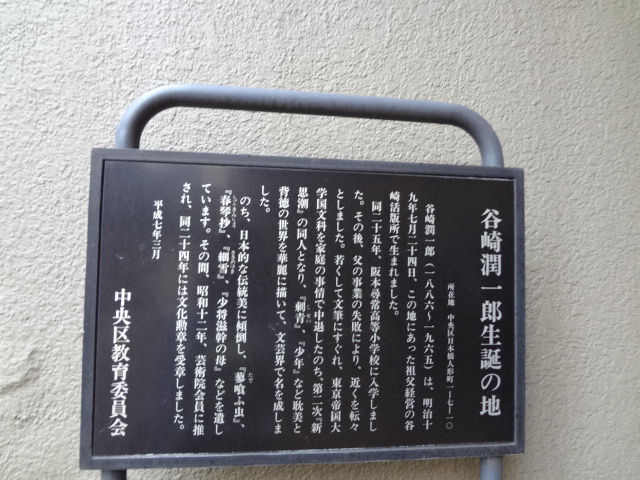 谷崎潤一郎生誕の地
所在地 中央区日本橋人形町一ー七ー一〇
谷崎潤一郎(一八八六〜一九六五)は、明治十
九年七月二十四日、この地にあった祖父経営の谷
崎活版所で生まれました。
同二十五年、阪本尋常高等小学校に入学しまし
た。その後、父の事業の失敗により、近くを転々
としました。若くして文筆にすぐれ、東京帝国大
学国文科を家庭の事情で中退したのち、第二次『新
思潮』の同人となり、『刺青』、『少年』など耽美と
背徳の世界を華麗に描いて、文芸界で名を成しま
した。
のち、日本的な伝統美に傾倒し、『蓼喰ふ虫』、
『春琴抄』、『細雪』、『少将滋幹の母』などを遺し
ています。その間、昭和十二年、芸術院会員に推
され、同二十四年には文化勲章を受章しました。
平成七年三月
中央区教育委員会